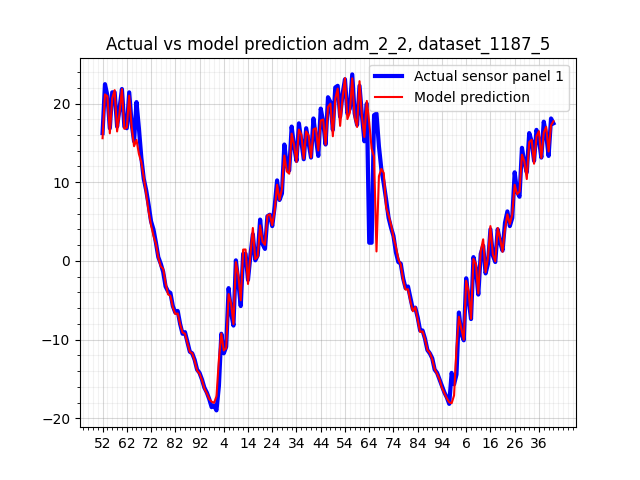 Actual vs model prediction adm_2_2, dataset_1187_5
Actual sensor panel 1
Model prediction
20
10
0
−10
−20
52 62 72 82 92 4 14 24 34 44 54 64 74 84 94 6 16 26 36